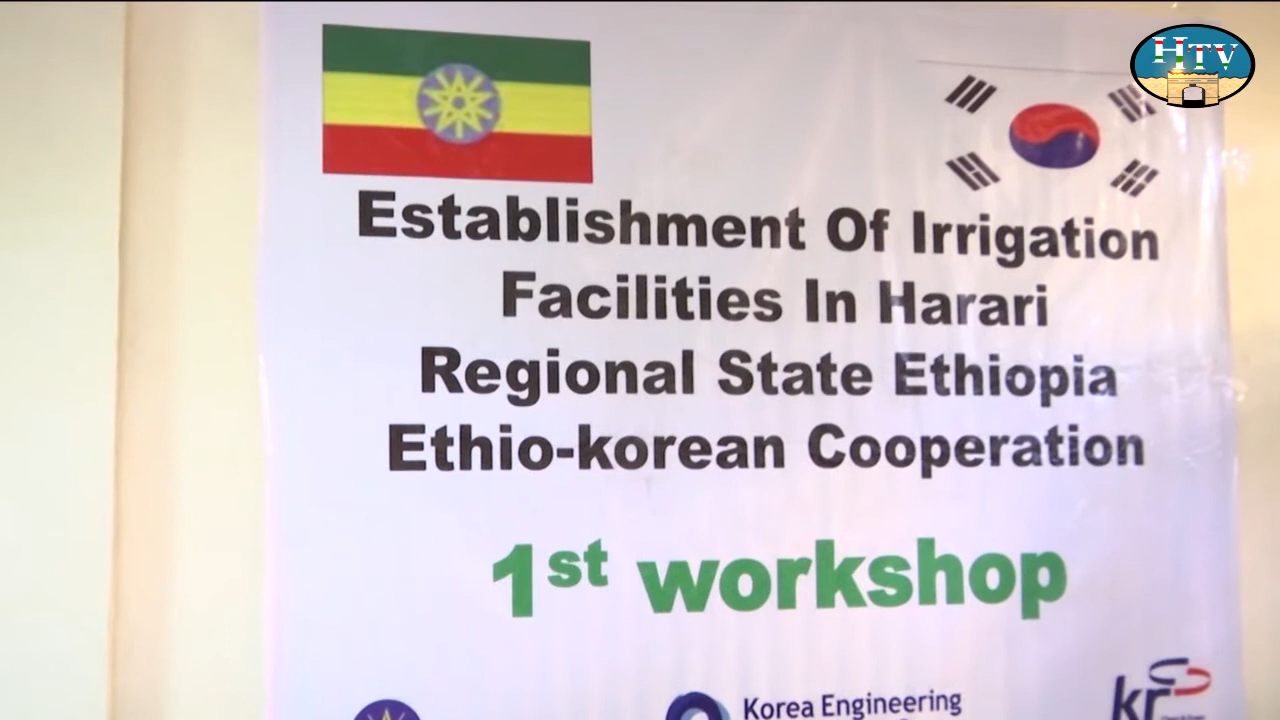 HTV
Establishment Of Irrigation
Facilities In Harari
Regional State Ethiopia
Ethio-korean Cooperation
1st workshop
Korea Engineering
kr